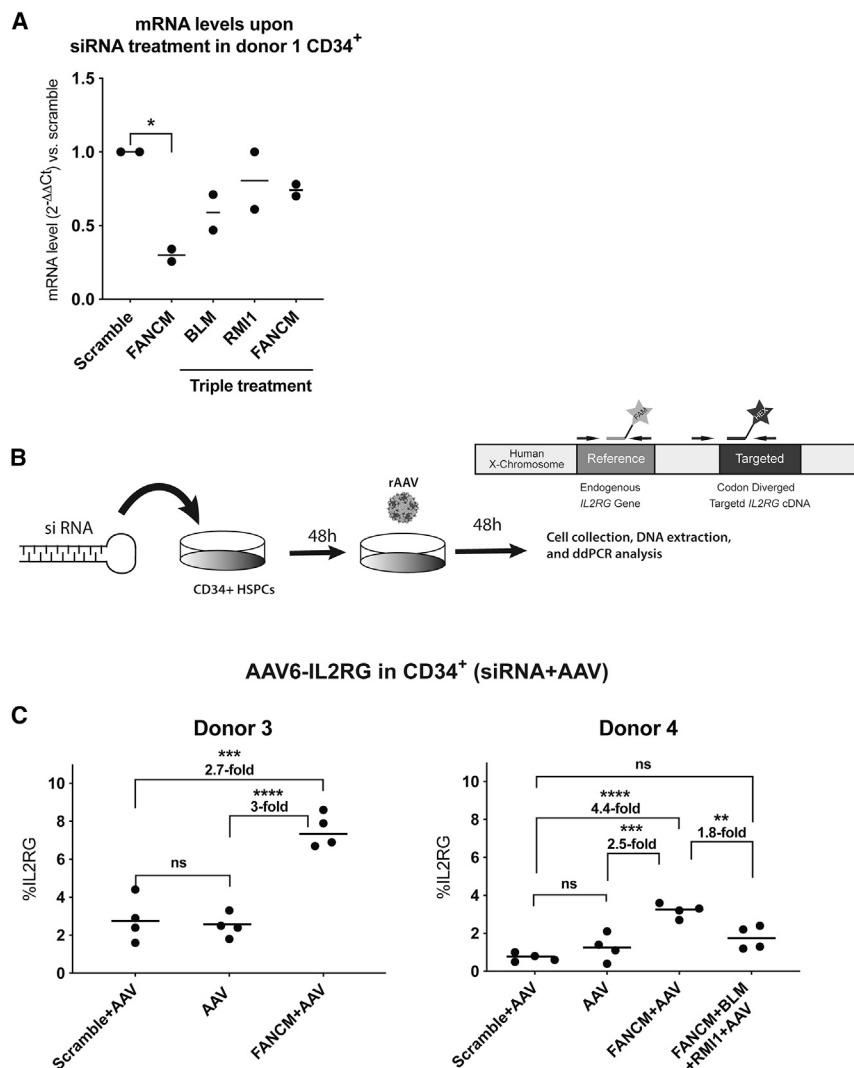 A
mRNA levels upon
siRNA treatment in donor 1 CD34+
mRNA level (2-ΔΔCt) vs. scramble
1.5
1.0
0.5
0.0
*
Scramble
FANCM
BLM
RMI1
FANCM
Triple treatment
B
si RNA
CD34+ HSPCs
48h
rAAV
48h
Cell collection, DNA extraction,
and ddPCR analysis
FAM
HEX
Human
X-Chromosome
Reference
Targeted
Endogenous
IL2RG Gene
Codon Diverged
Targetd IL2RG cDNA
AAV6-IL2RG in CD34+ (siRNA+AAV)
C
Donor 3
%IL2RG
10
8
6
4
2
0
***
2.7-fold
****
3-fold
ns
Scramble+AAV
AAV
FANCM+AAV
Donor 4
%IL2RG
10
8
6
4
2
0
ns
****
4.4-fold
***
2.5-fold
**
1.8-fold
ns
Scramble+AAV
AAV
FANCM+AAV
FANCM+BLM
+RMI1+AAV